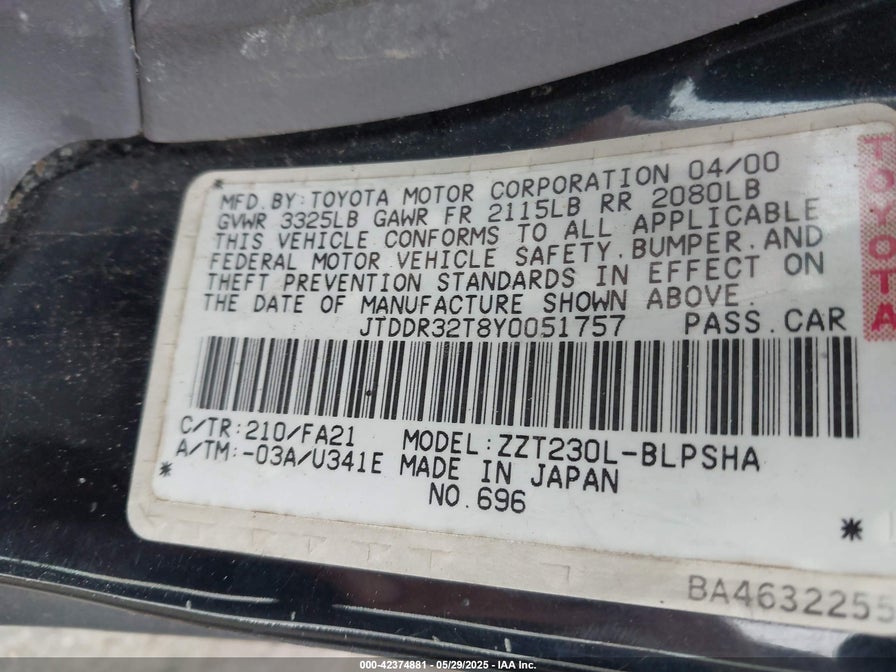 MFD. BY: TOYOTA MOTOR CORPORATION 04/00
GVWR 3325LB GAWR FR 2115LB RR 2080LB
THIS VEHICLE CONFORMS TO ALL APPLICABLE
FEDERAL MOTOR VEHICLE SAFETY, BUMPER, AND
THEFT PREVENTION STANDARDS IN EFFECT ON
THE DATE OF MANUFACTURE SHOWN ABOVE.
JTDDR32T8Y0051757 PASS. CAR
C/TR: 210/FA21 MODEL: ZZT230L-BLPSHA
A/TM: -03A/U341E MADE IN JAPAN
NO. 696
TOYOTA
BA4632255
000-42374881 - 05/29/2025 - IAA Inc.